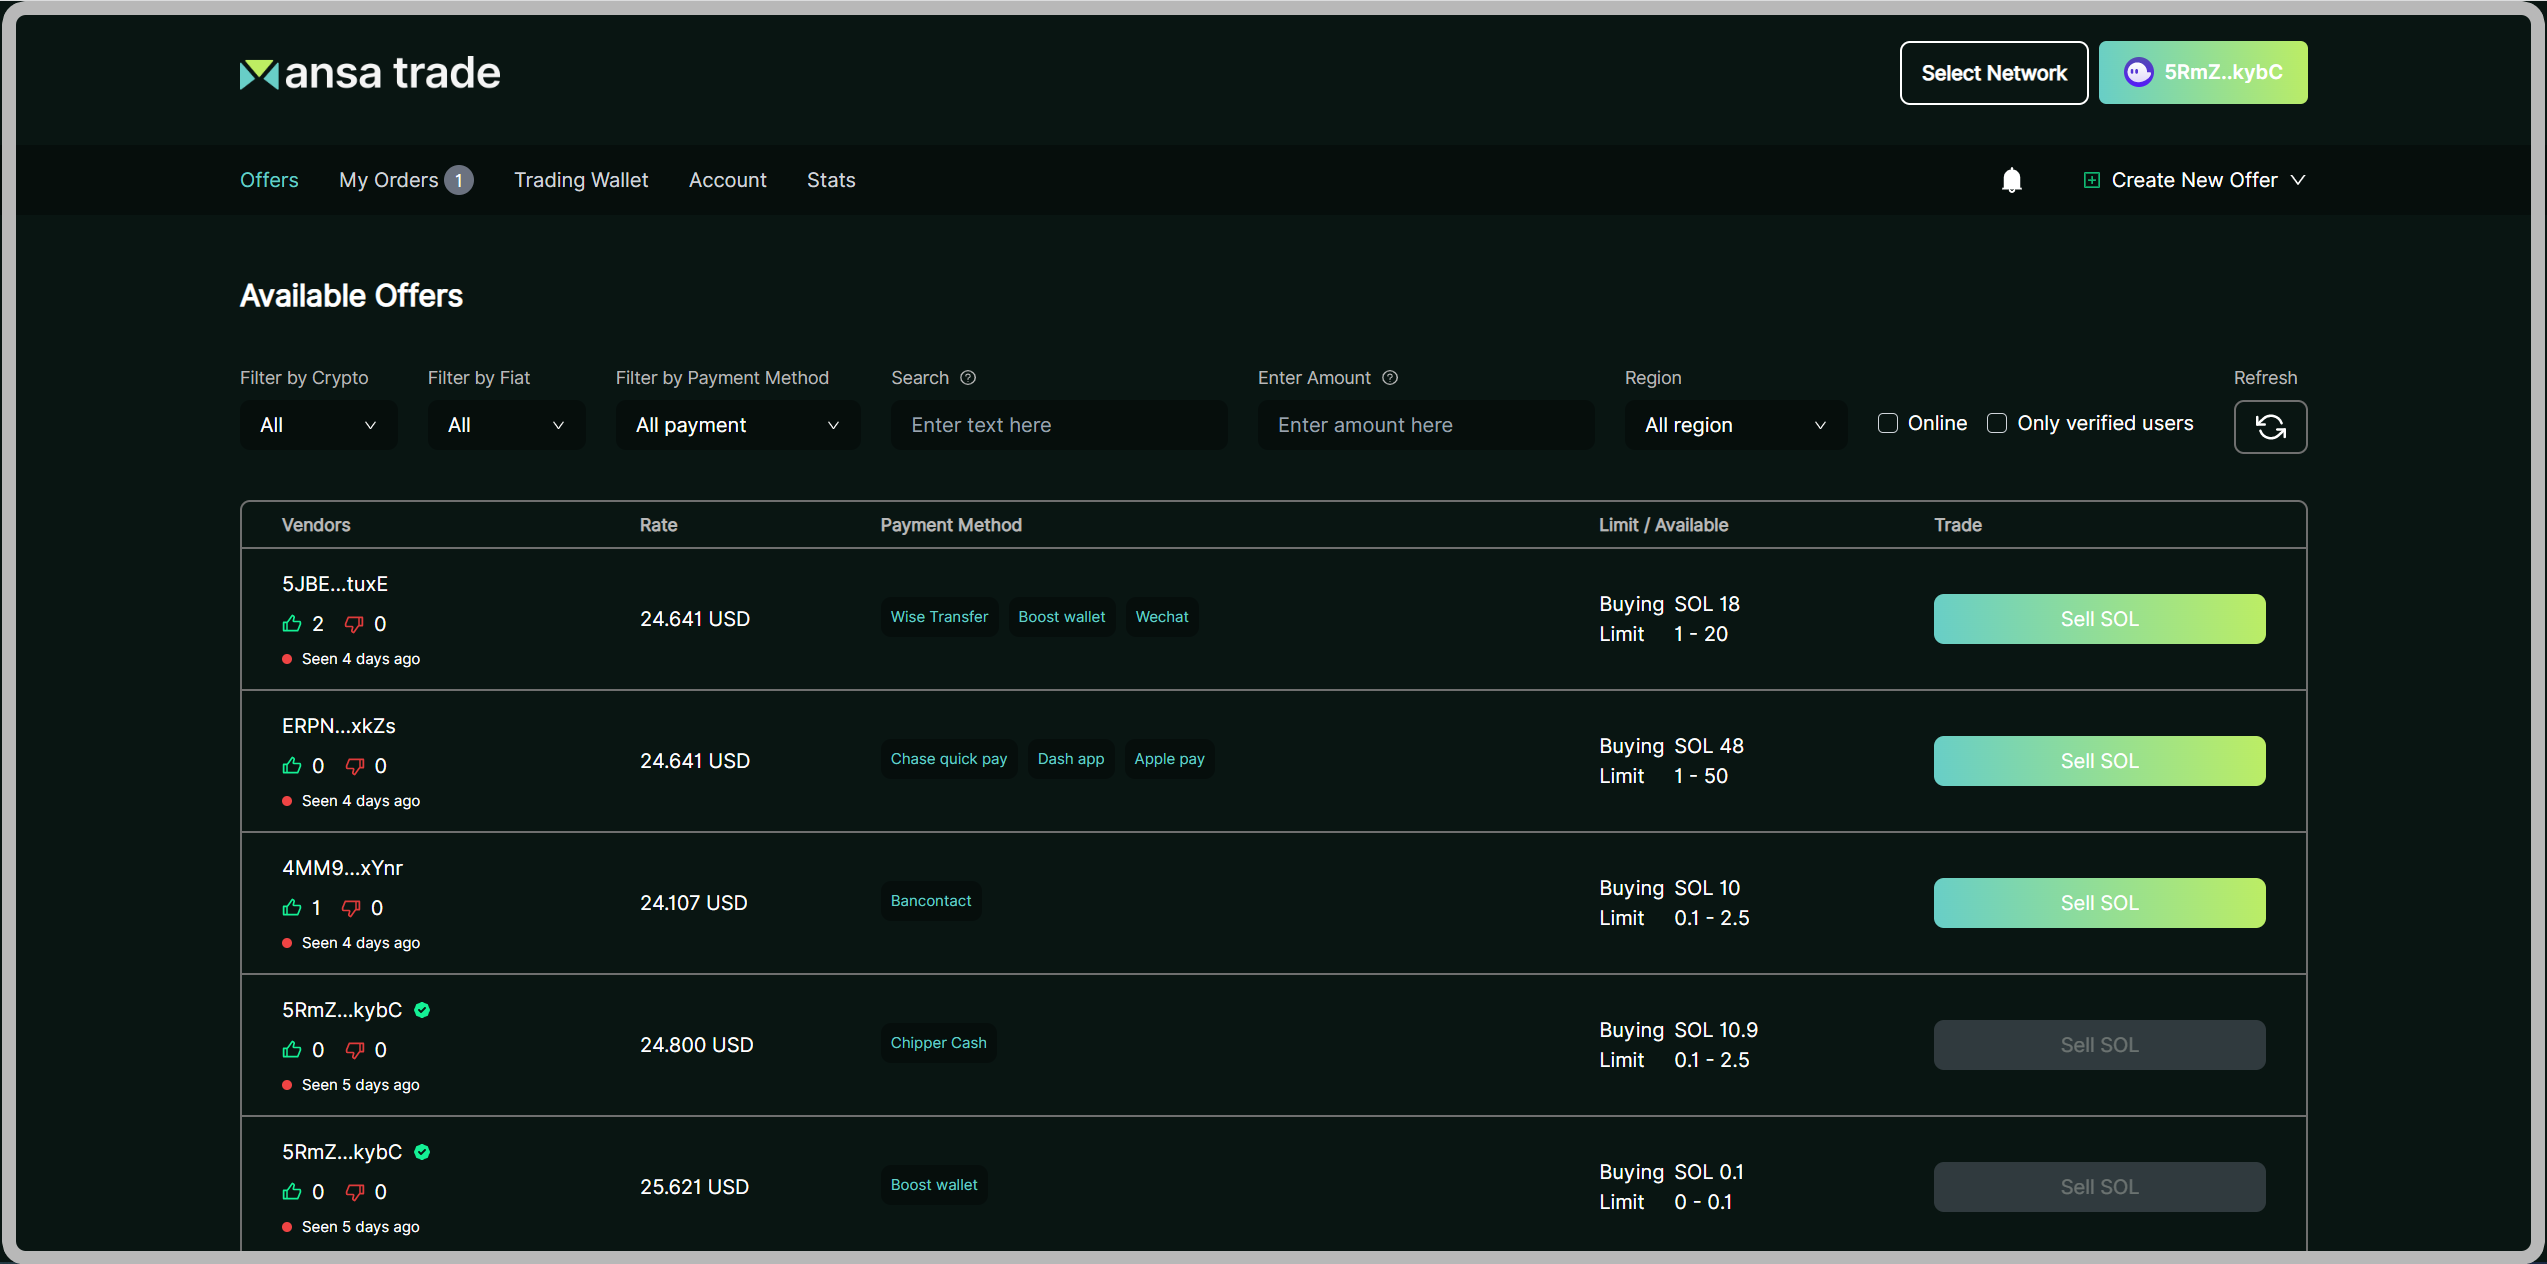 ansa trade
Select Network
5RmZ..kybC
Offers
My Orders 1
Trading Wallet
Account
Stats
Create New Offer
Available Offers
Filter by Crypto
Filter by Fiat
Filter by Payment Method
Search
Enter Amount
Region
Refresh
All
All
All payment
Enter text here
Enter amount here
All region
Online
Only verified users
Vendors
Rate
Payment Method
Limit / Available
Trade
5JBE...tuxE
2 0
Seen 4 days ago
24.641 USD
Wise Transfer
Boost wallet
Wechat
Buying SOL 18
Limit 1 - 20
Sell SOL
ERPN...xkZs
0 0
Seen 4 days ago
24.641 USD
Chase quick pay
Dash app
Apple pay
Buying SOL 48
Limit 1 - 50
Sell SOL
4MM9...xYnr
1 0
Seen 4 days ago
24.107 USD
Bancontact
Buying SOL 10
Limit 0.1 - 2.5
Sell SOL
5RmZ...kybC
0 0
Seen 5 days ago
24.800 USD
Chipper Cash
Buying SOL 10.9
Limit 0.1 - 2.5
Sell SOL
5RmZ...kybC
0 0
Seen 5 days ago
25.621 USD
Boost wallet
Buying SOL 0.1
Limit 0 - 0.1
Sell SOL